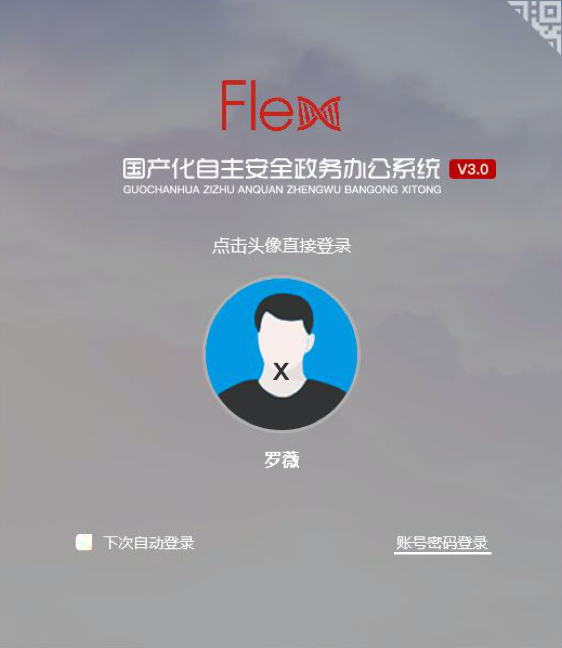 Flex
国产化自主安全政务办公系统 V3.0
GUOCHANHUA ZIZHU ANQUAN ZHENGWU BANGONG XITONG
点击头像直接登录
X
罗薇
下次自动登录 账号密码登录